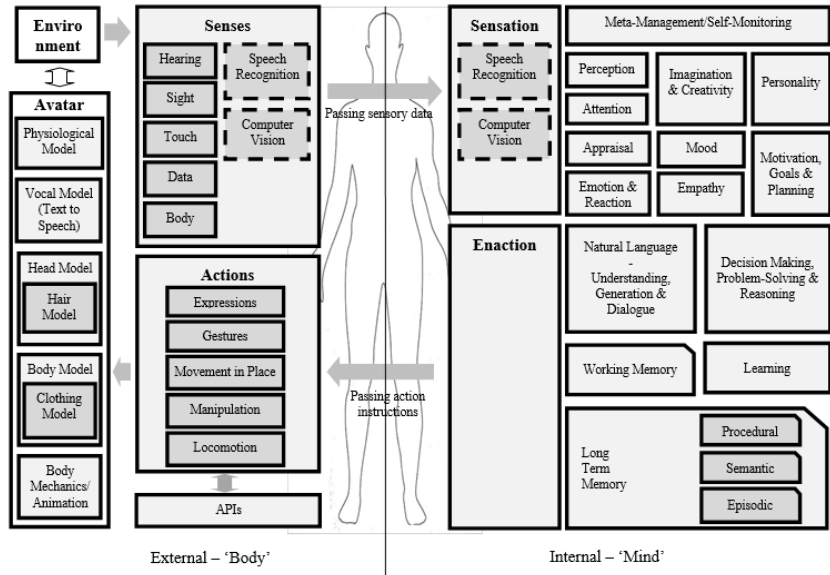 Enviro
nment
Avatar
Physiological
Model
Vocal Model
(Text to
Speech)
Head Model
Hair
Model
Body Model
Clothing
Model
Body
Mechanics/
Animation
Senses
Hearing
Sight
Touch
Data
Body
Speech
Recognition
Computer
Vision
Actions
Expressions
Gestures
Movement in Place
Manipulation
Locomotion
APIs
External – ‘Body’
Passing sensory data
Passing action
instructions
Sensation
Speech
Recognition
Computer
Vision
Enaction
Meta-Management/Self-Monitoring
Perception
Attention
Appraisal
Emotion &
Reaction
Imagination
& Creativity
Mood
Empathy
Personality
Motivation,
Goals &
Planning
Natural Language
-
Understanding,
Generation &
Dialogue
Decision Making,
Problem-Solving &
Reasoning
Working Memory
Learning
Long
Term
Memory
Procedural
Semantic
Episodic
Internal – ‘Mind’